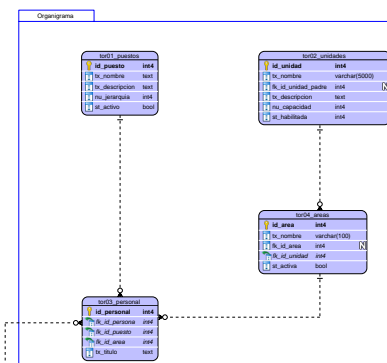 Organigrama
tor01_puestos
id_puesto int4
tx_nombre text
tx_descripcion text
nu_jerarquia int4
st_activo bool
tor02_unidades
id_unidad int4
tx_nombre varchar(5000)
fk_id_unidad_padre int4 N
tx_descripcion text
nu_capacidad int4
st_habilitada int4
tor04_areas
id_area int4
tx_nombre varchar(100)
fk_id_area int4 N
fk_id_unidad int4
st_activa bool
tor03_personal
id_personal int4
fk_id_persona int4
fk_id_puesto int4
fk_id_area int4
tx_titulo text